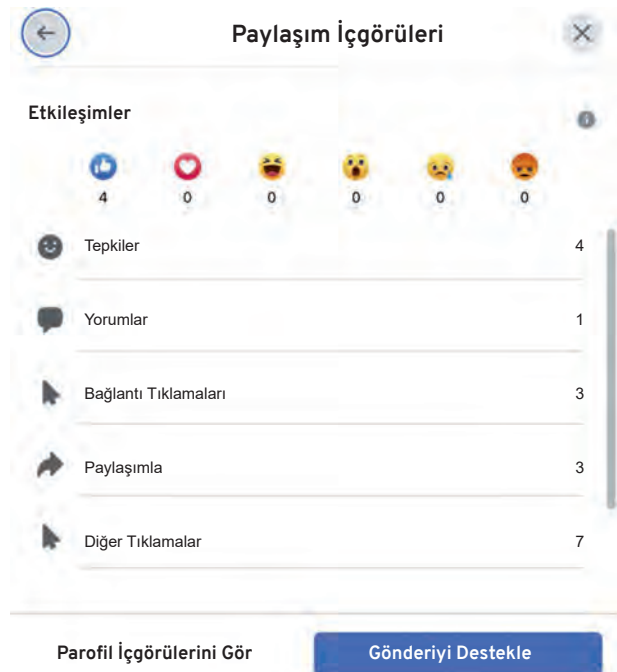 Paylaşım İçgörüleri
Etkileşimler
4 0 0 0 0 0
Tepkiler 4
Yorumlar 1
Bağlantı Tıklamaları 3
Paylaşımla 3
Diğer Tıklamalar 7
Parofil İçgörülerini Gör Gönderiyi Destekle